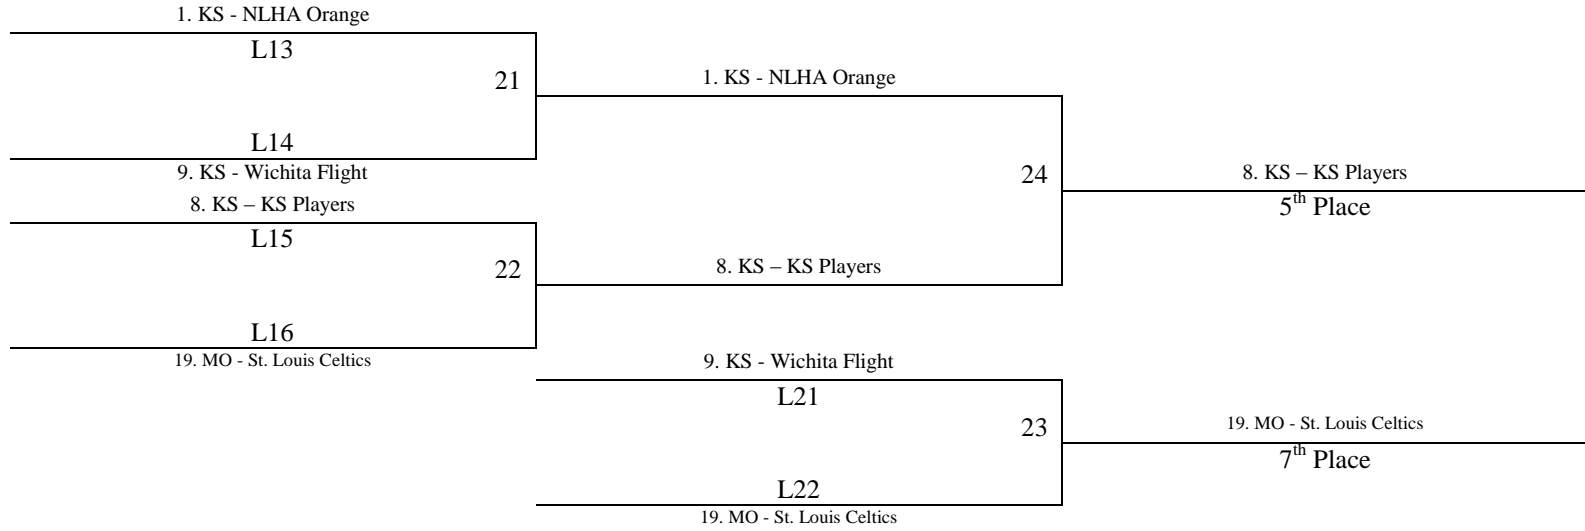 1. KS - NLHA Orange
L13
21
1. KS - NLHA Orange
L14
9. KS - Wichita Flight
24
8. KS – KS Players
5th Place
8. KS – KS Players
L15
22
8. KS – KS Players
L16
19. MO - St. Louis Celtics
9. KS - Wichita Flight
L21
23
19. MO - St. Louis Celtics
7th Place
L22
19. MO - St. Louis Celtics